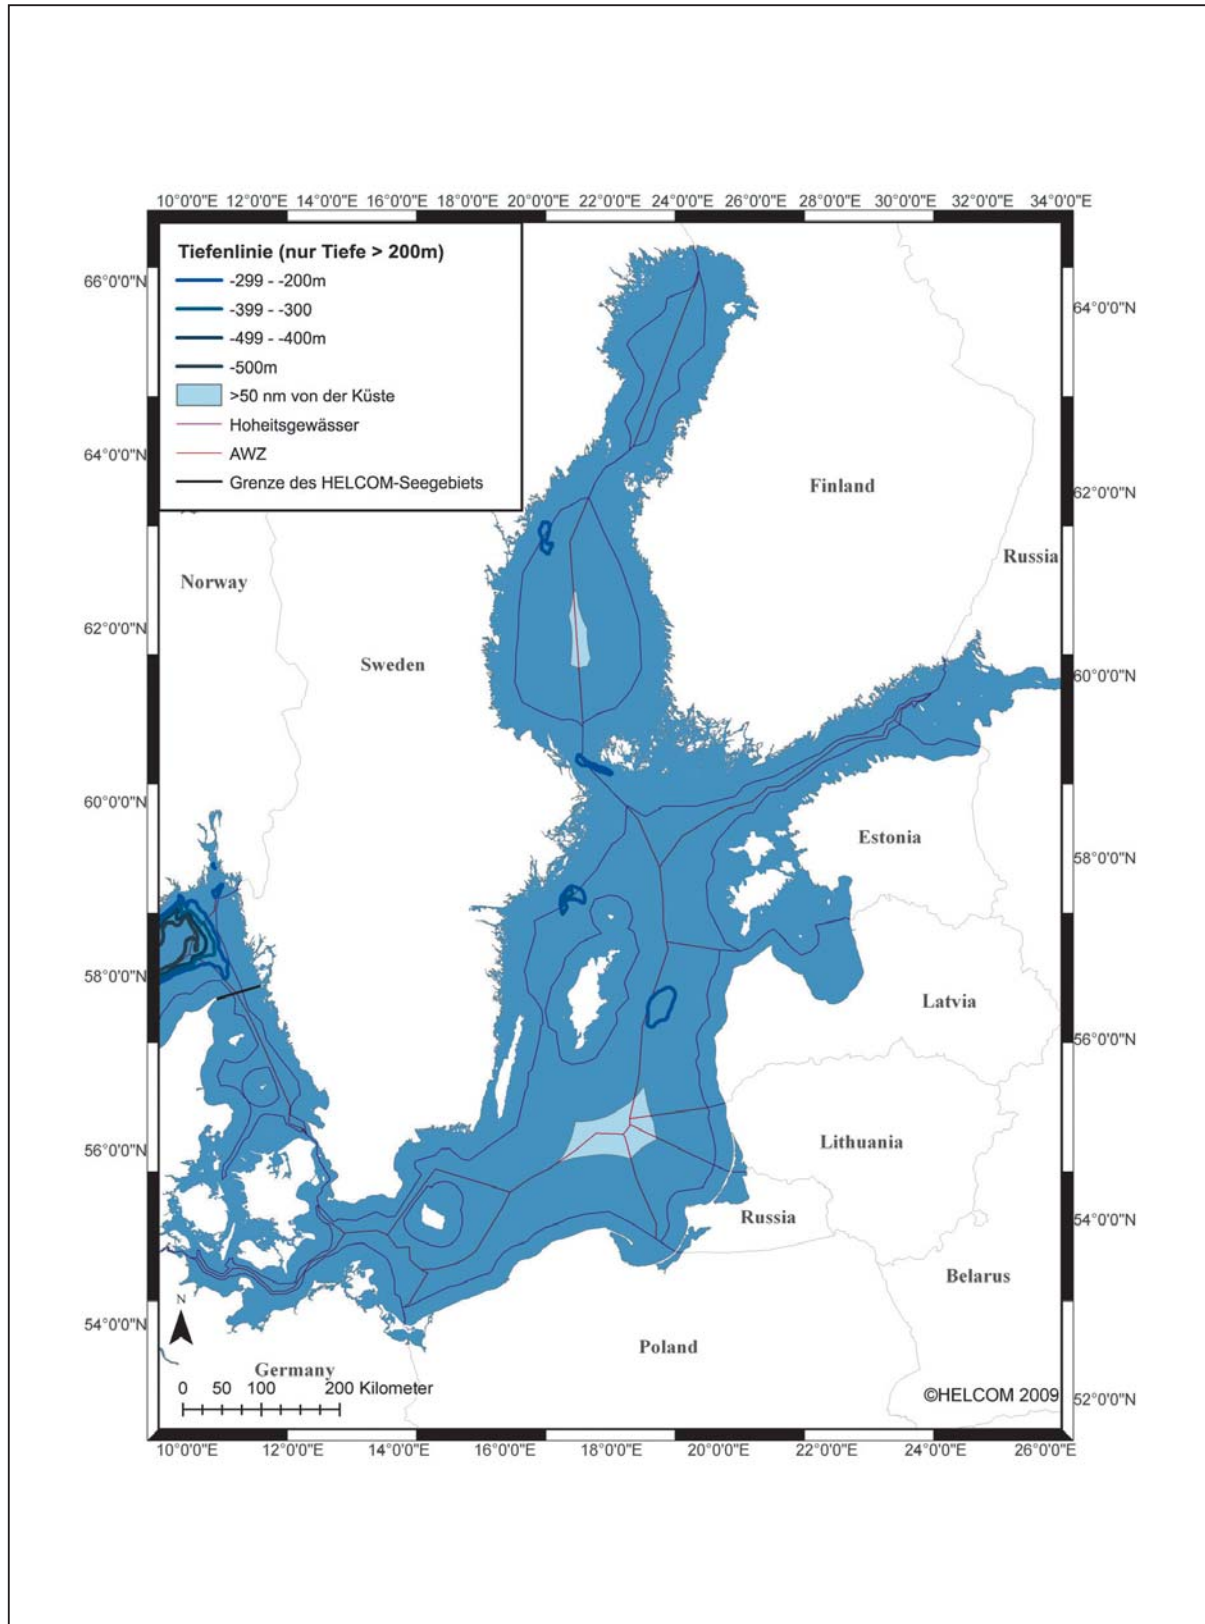 10°0'0"E 12°0'0"E 14°0'0"E 16°0'0"E 18°0'0"E 20°0'0"E 22°0'0"E 24°0'0"E 26°0'0"E 28°0'0"E 30°0'0"E 32°0'0"E 34°0'0"E
Tiefenlinie (nur Tiefe > 200m)
-299 - -200m
-399 - -300
-499 - -400m
-500m
>50 nm von der Küste
Hoheitsgewässer
AWZ
Grenze des HELCOM-Seegebiets
66°0'0"N
64°0'0"N
62°0'0"N
60°0'0"N
58°0'0"N
56°0'0"N
54°0'0"N
64°0'0"N
62°0'0"N
60°0'0"N
58°0'0"N
56°0'0"N
54°0'0"N
52°0'0"N
Finland
Russia
Norway
Sweden
Estonia
Latvia
Lithuania
Russia
Belarus
Poland
Germany
N
0 50 100 200 Kilometer
©HELCOM 2009
10°0'0"E 12°0'0"E 14°0'0"E 16°0'0"E 18°0'0"E 20°0'0"E 22°0'0"E 24°0'0"E 26°0'0"E